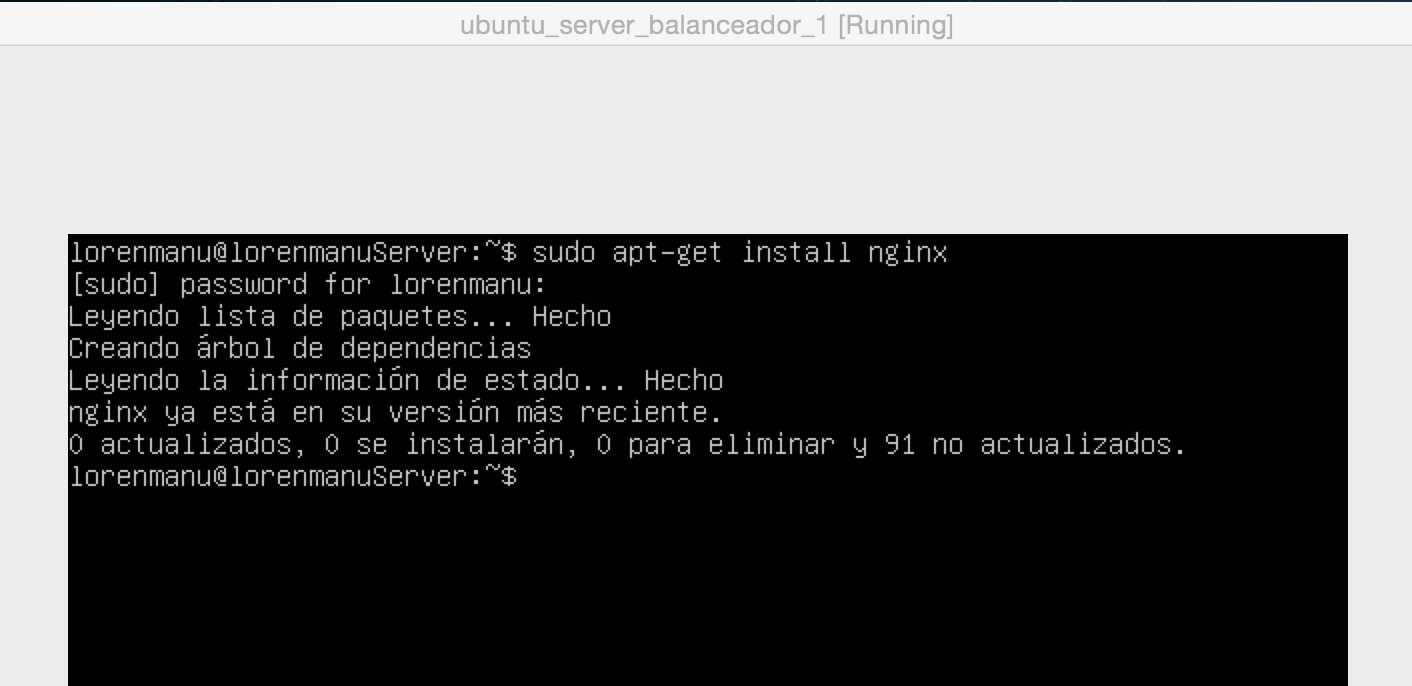 ubuntu_server_balanceador_1 [Running]
lorenmanu@lorenmanuServer:~$ sudo apt-get install nginx
[sudo] password for lorenmanu:
Leyendo lista de paquetes... Hecho
Creando árbol de dependencias
Leyendo la información de estado... Hecho
nginx ya está en su versión más reciente.
0 actualizados, 0 se instalarán, 0 para eliminar y 91 no actualizados.
lorenmanu@lorenmanuServer:~$